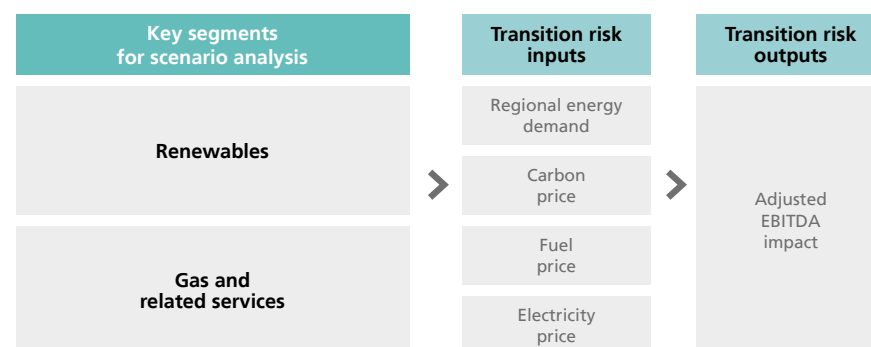 Key segments
for scenario analysis
Transition risk
inputs
Transition risk
outputs
Renewables
Gas and
related services
Regional energy
demand
Carbon
price
Fuel
price
Electricity
price
Adjusted
EBITDA
impact